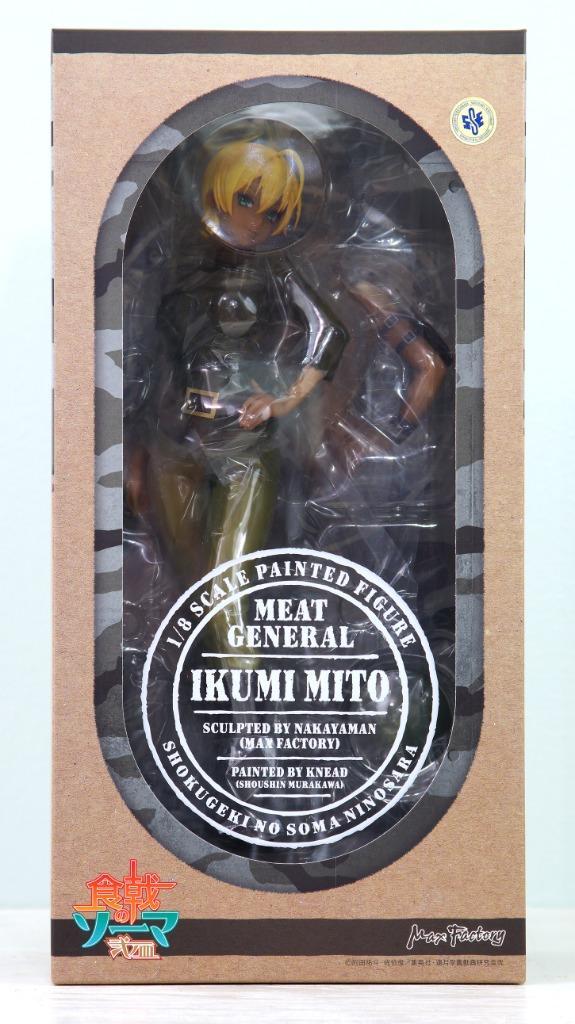 1/8 SCALE PAINTED FIGURE
MEAT
GENERAL
IKUMI MITO
SCULPTED BY NAKAYAMAN
(MAX FACTORY)
PAINTED BY KNEAD
(SHOUSHIN MURAKAWA)
SHOKUGEKI NO SOMA NINOSARA
食戟の
ソーマ
弐ノ皿
Max Factory